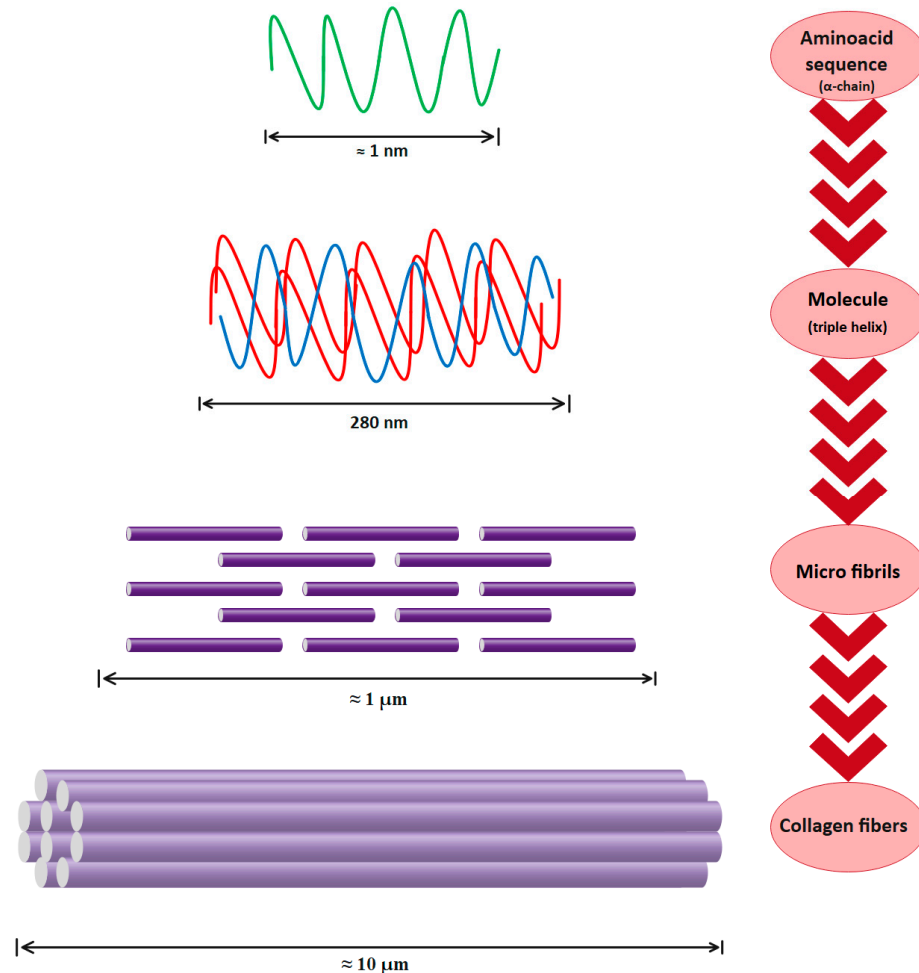 Aminoacid
sequence
(α-chain)
≈ 1 nm
Molecule
(triple helix)
280 nm
Micro fibrils
≈ 1 μm
Collagen fibers
≈ 10 μm